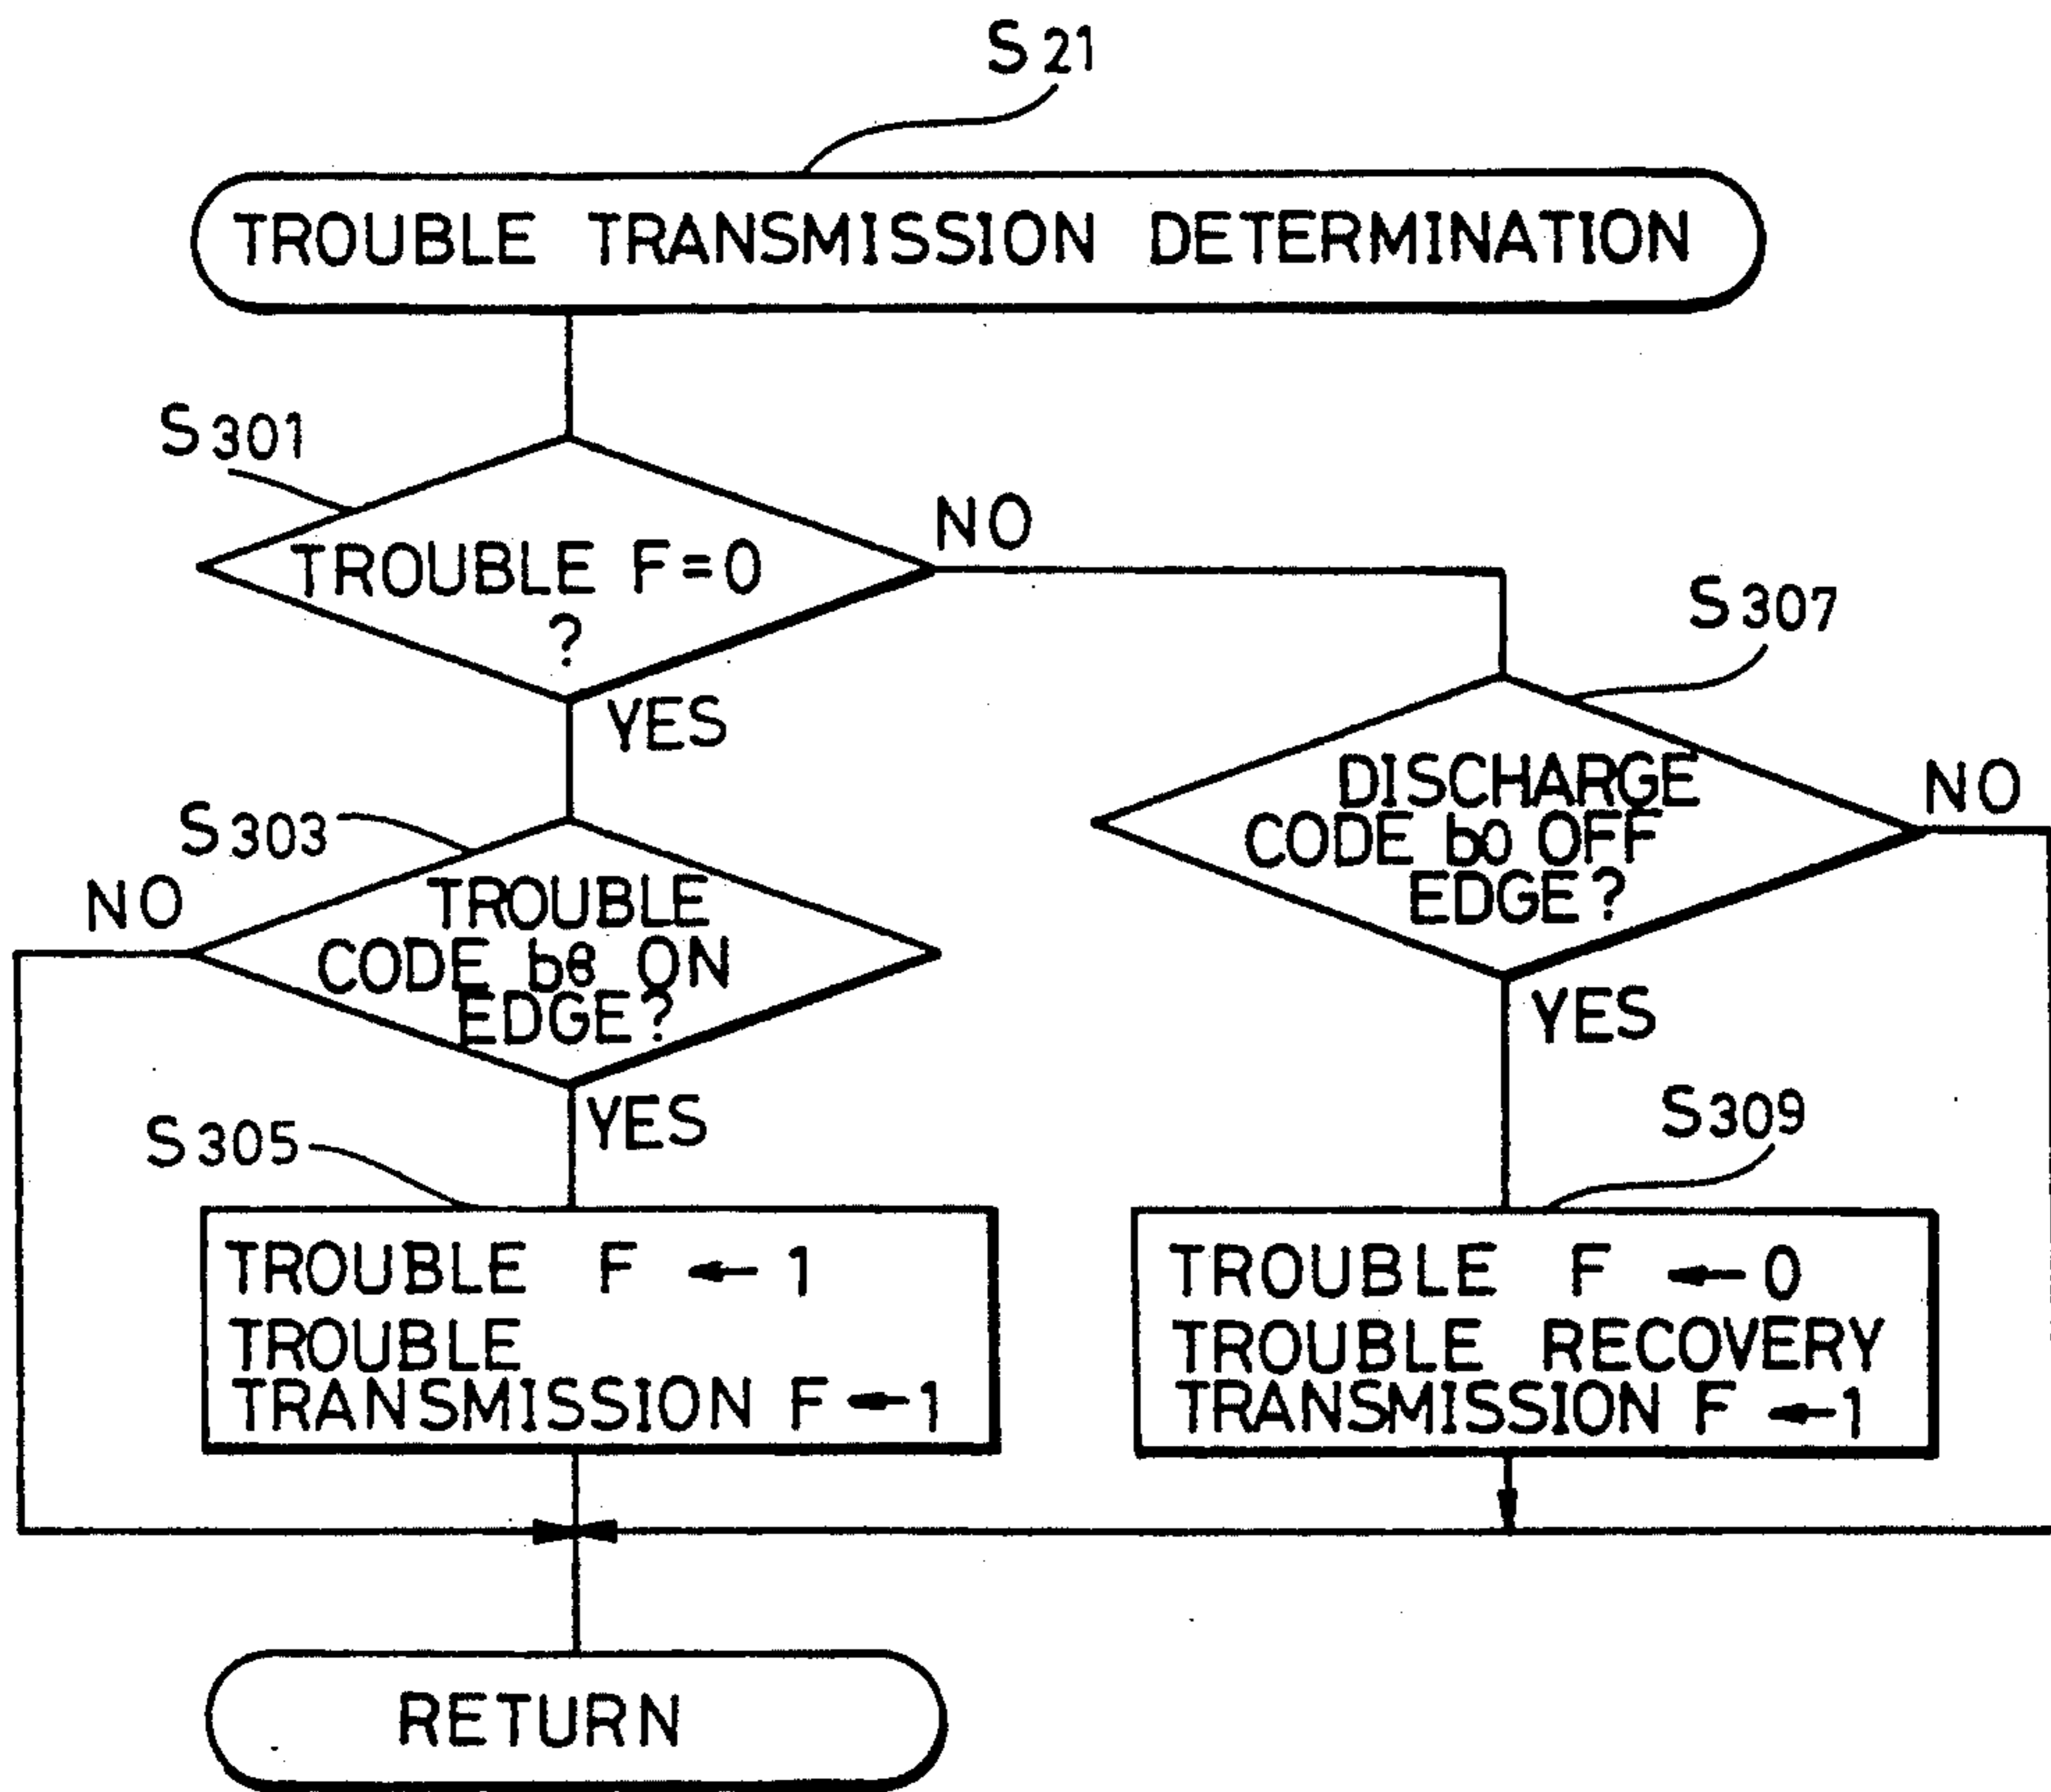 S21
TROUBLE TRANSMISSION DETERMINATION
S301
TROUBLE F=0
?
NO
YES
S303
TROUBLE
CODE b8 ON
EDGE?
NO
YES
S305
TROUBLE F ← 1
TROUBLE
TRANSMISSION F ← 1
S307
DISCHARGE
CODE b0 OFF
EDGE?
NO
YES
S309
TROUBLE F ← 0
TROUBLE RECOVERY
TRANSMISSION F ← 1
RETURN